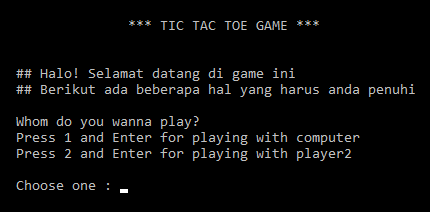 *** TIC TAC TOE GAME ***
## Halo! Selamat datang di game ini
## Berikut ada beberapa hal yang harus anda penuhi
Whom do you wanna play?
Press 1 and Enter for playing with computer
Press 2 and Enter for playing with player2
Choose one :